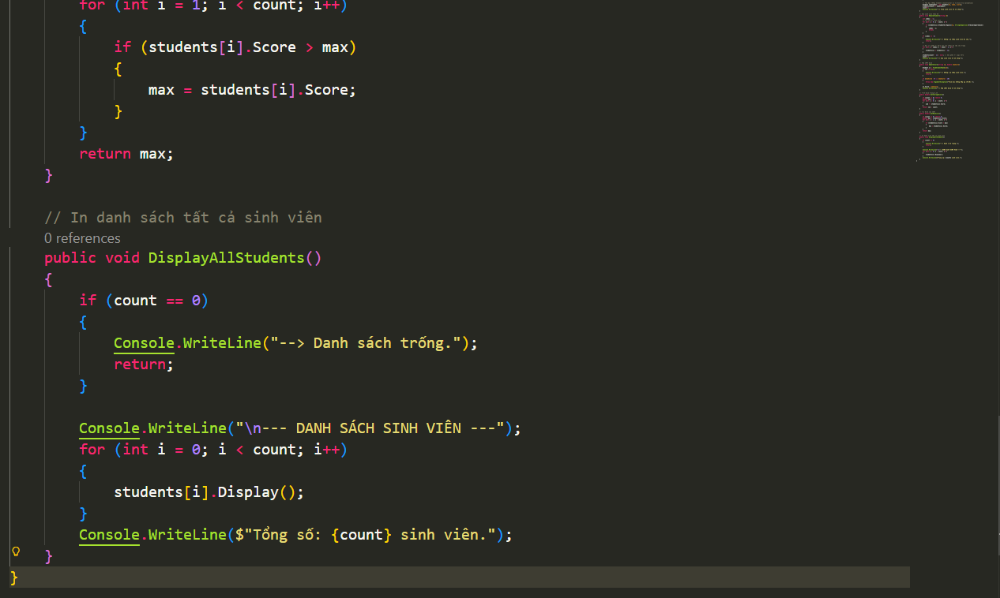 for (int i = 1; i < count; i++)
{
if (students[i].Score > max)
{
max = students[i].Score;
}
}
return max;
}
// In danh sách tất cả sinh viên
0 references
public void DisplayAllStudents()
{
if (count == 0)
{
Console.WriteLine("--> Danh sách trống.");
return;
}
Console.WriteLine("\n--- DANH SÁCH SINH VIÊN ---");
for (int i = 0; i < count; i++)
{
students[i].Display();
}
Console.WriteLine($"Tổng số: {count} sinh viên.");
}
}